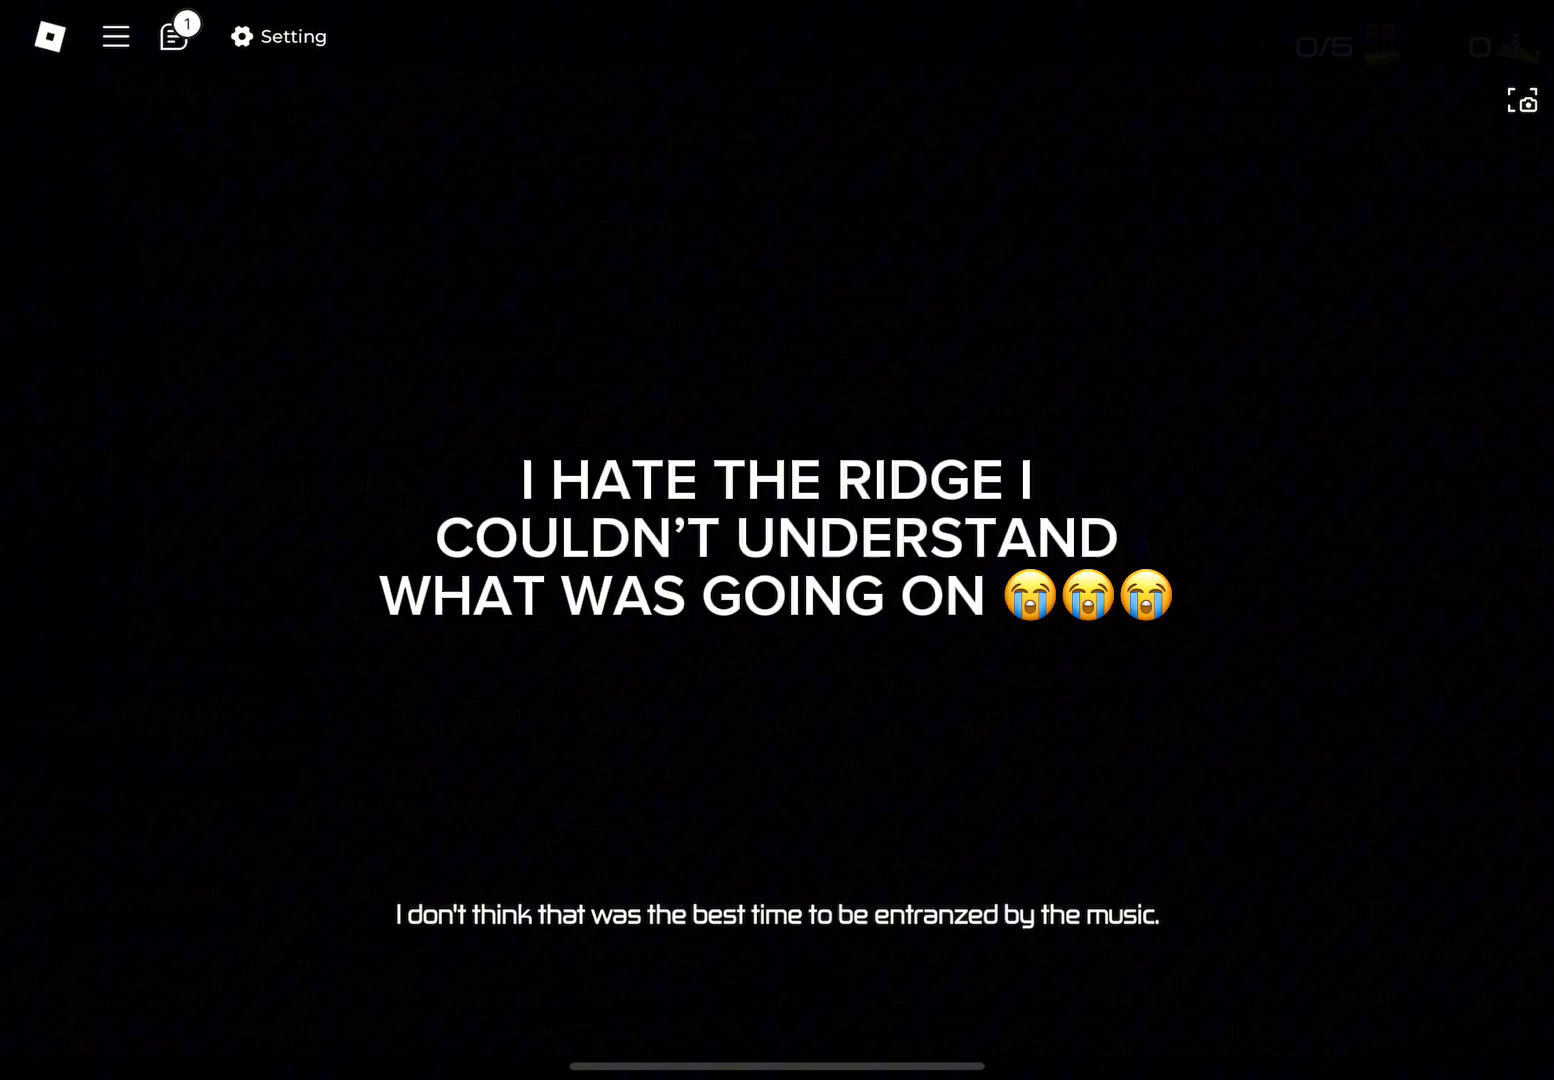 1
Setting
0/5
0
I HATE THE RIDGE I
COULDN’T UNDERSTAND
WHAT WAS GOING ON 😭😭😭
I don't think that was the best time to be entranzed by the music.